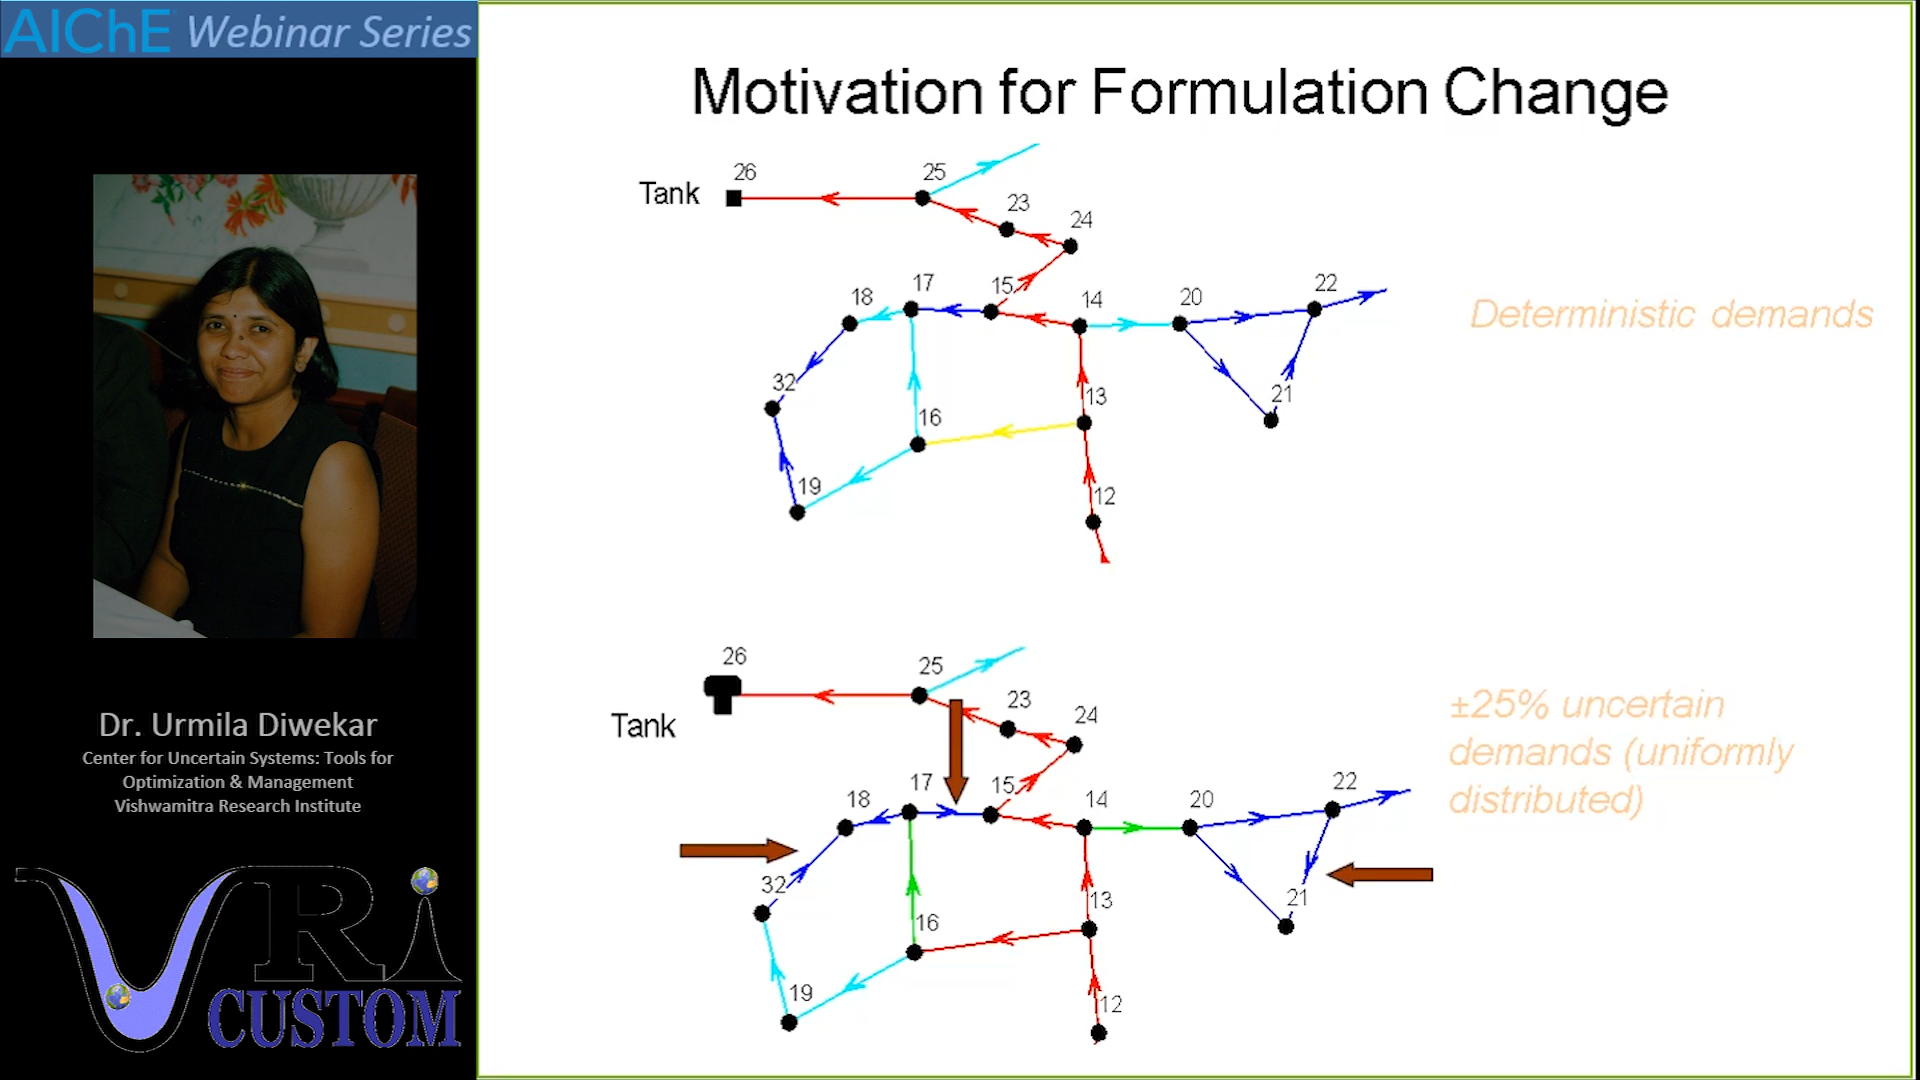 AIChE Webinar Series
Motivation for Formulation Change
26
25
Tank
23
24
17
15
18
14
20
22
Deterministic demands
32
13
21
16
19
12
26
25
Tank
23
24
±25% uncertain
demands (uniformly
distributed)
17
15
18
14
20
22
32
13
21
16
19
12
Dr. Urmila Diwekar
Center for Uncertain Systems: Tools for
Optimization & Management
Vishwamitra Research Institute
VRi
CUSTOM